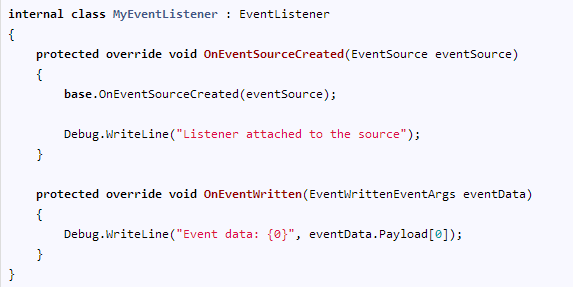 internal class MyEventListener : EventListener
{
    protected override void OnEventSourceCreated(EventSource eventSource)
    {
        base.OnEventSourceCreated(eventSource);

        Debug.WriteLine("Listener attached to the source");
    }

    protected override void OnEventWritten(EventWrittenEventArgs eventData)
    {
        Debug.WriteLine("Event data: {0}", eventData.Payload[0]);
    }
}